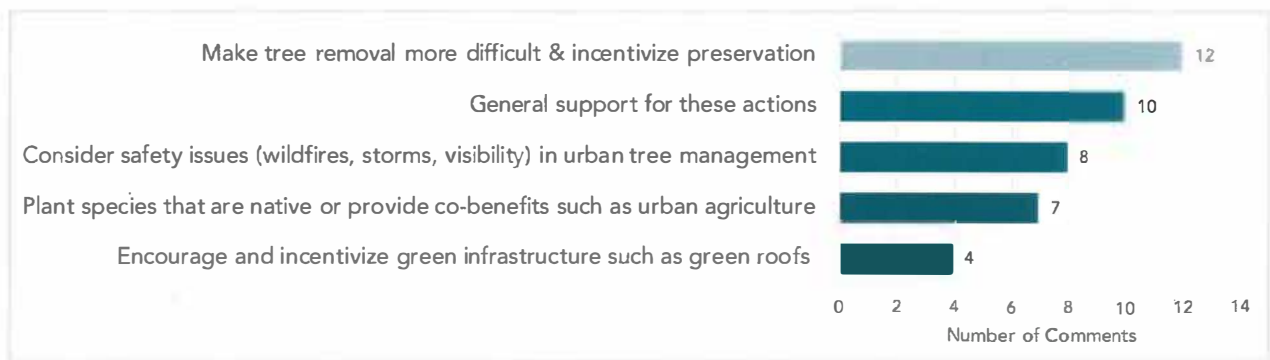 Make tree removal more difficult & incentivize preservation 12
General support for these actions 10
Consider safety issues (wildfires, storms, visibility) in urban tree management 8
Plant species that are native or provide co-benefits such as urban agriculture 7
Encourage and incentivize green infrastructure such as green roofs 4
0 2 4 6 8 10 12 14
Number of Comments